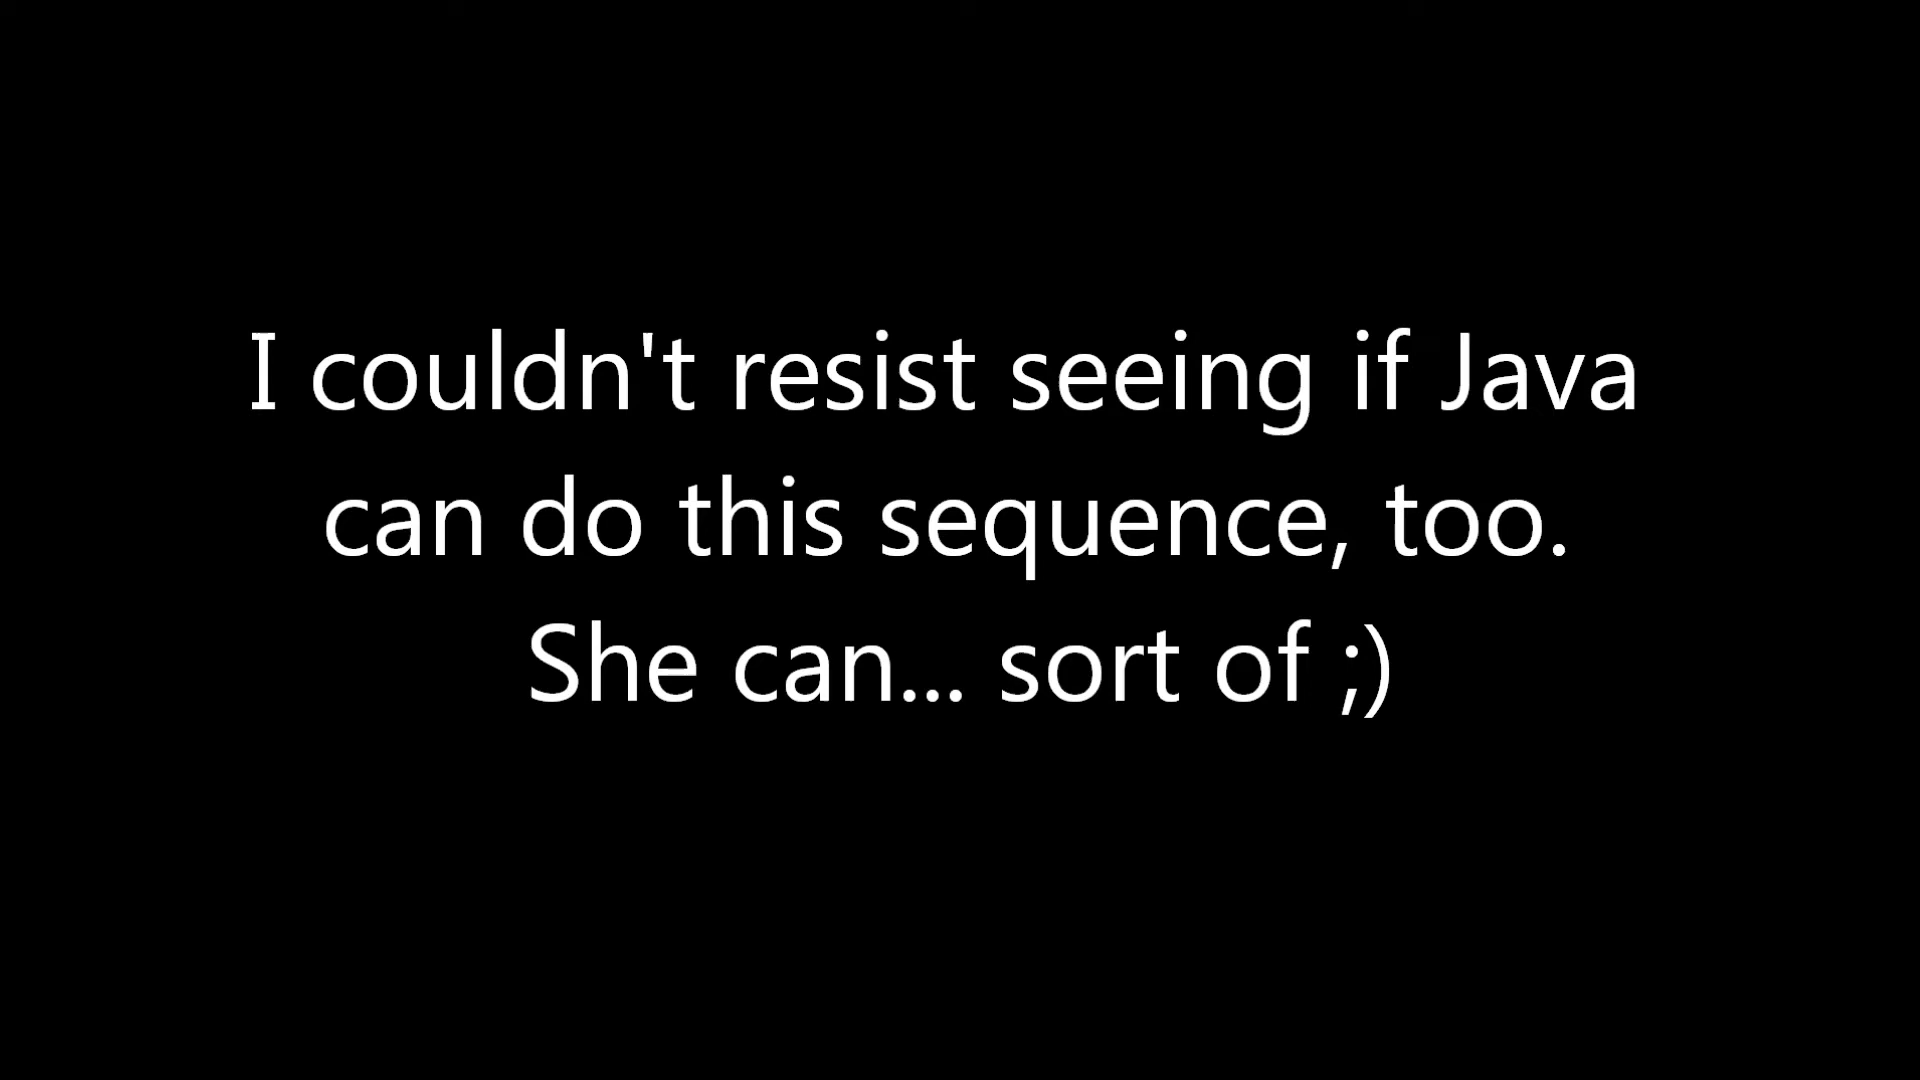 I couldn't resist seeing if Java
can do this sequence, too.
She can... sort of ;)